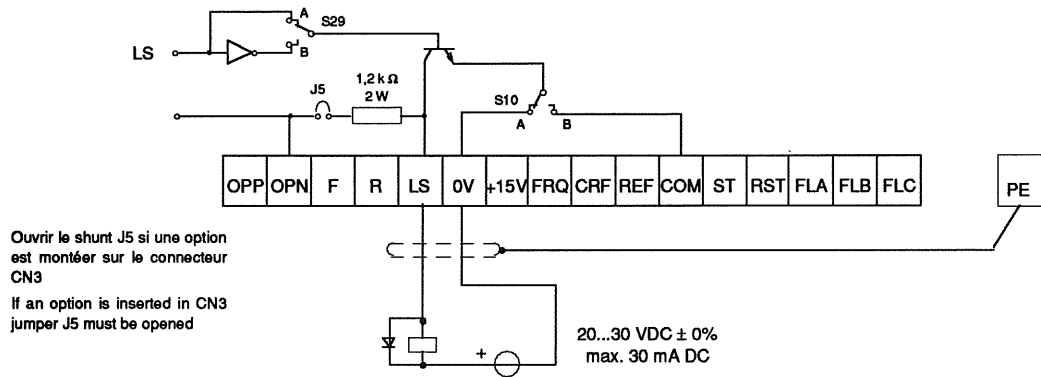 A
S29
LS
B
1,2 k Ω
J5
2 W
S10
A
B
OPP OPN F R LS 0V +15V FRQ CRF REF COM ST RST FLA FLB FLC
PE
Ouvrir le shunt J5 si une option
est montéer sur le connecteur
CN3
If an option is inserted in CN3
jumper J5 must be opened
+
20...30 VDC ± 0%
max. 30 mA DC